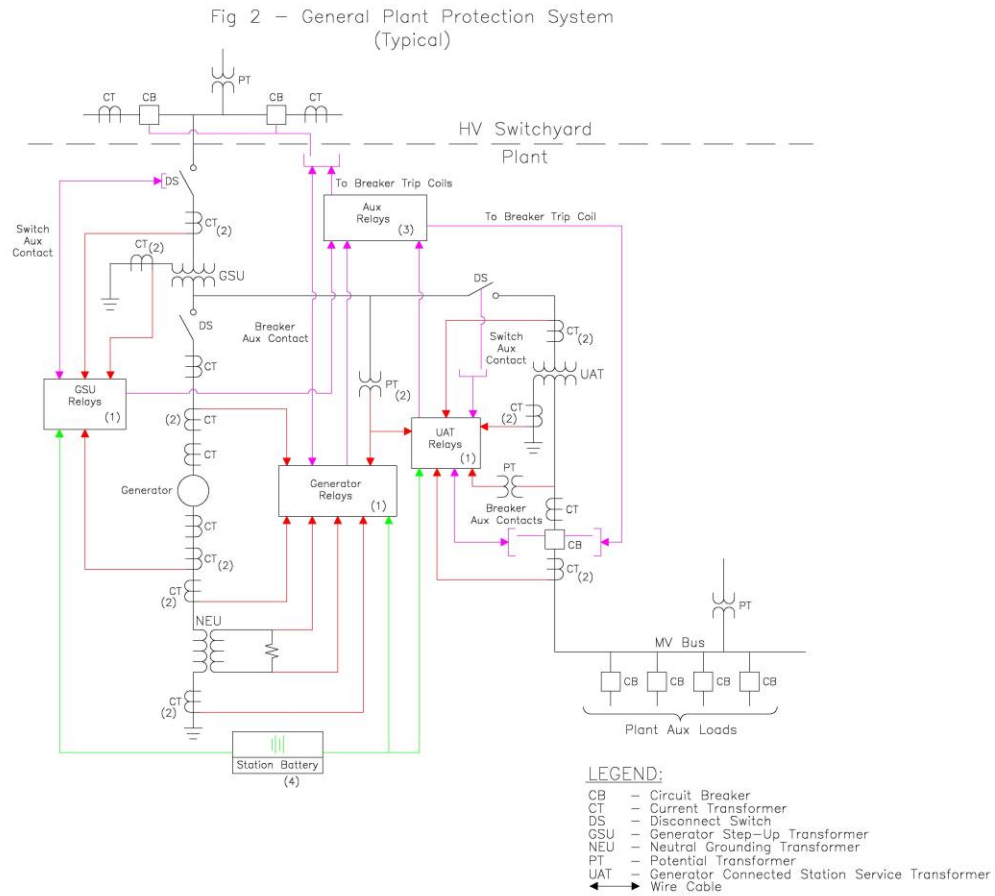 Fig 2 - General Plant Protection System
(Typical)
PT
CT
CB
CB
CT
HV Switchyard
Plant
DS
To Breaker Trip Coils
Aux
Relays
(3)
To Breaker Trip Coil
CT
(2)
Switch
Aux
Contact
CT
(2)
GSU
DS
DS
Breaker
Aux Contact
Switch
Aux
Contact
CT
(2)
UAT
CT
PT
(2)
GSU
Relays
(1)
(2)
CT
CT
(2)
UAT
Relays
(1)
CT
Generator
Generator
Relays
(1)
PT
Breaker
Aux Contacts
CT
CT
CB
CT
(2)
CT
(2)
CT
(2)
NEU
PT
MV Bus
CT
(2)
CB
CB
CB
CB
Plant Aux Loads
Station Battery
(4)
LEGEND:
CB - Circuit Breaker
CT - Current Transformer
DS - Disconnect Switch
GSU - Generator Step-Up Transformer
NEU - Neutral Grounding Transformer
PT - Potential Transformer
UAT - Generator Connected Station Service Transformer
Wire Cable